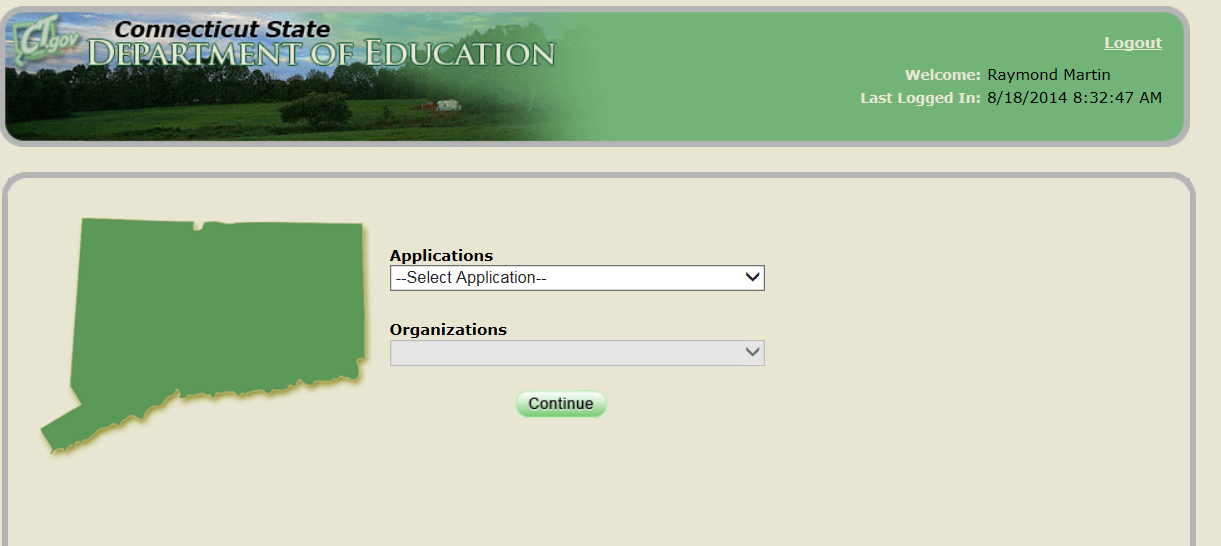 CT.gov
Connecticut State
DEPARTMENT OF EDUCATION
Logout
Welcome: Raymond Martin
Last Logged In: 8/18/2014 8:32:47 AM
Applications
--Select Application--
Organizations
Continue